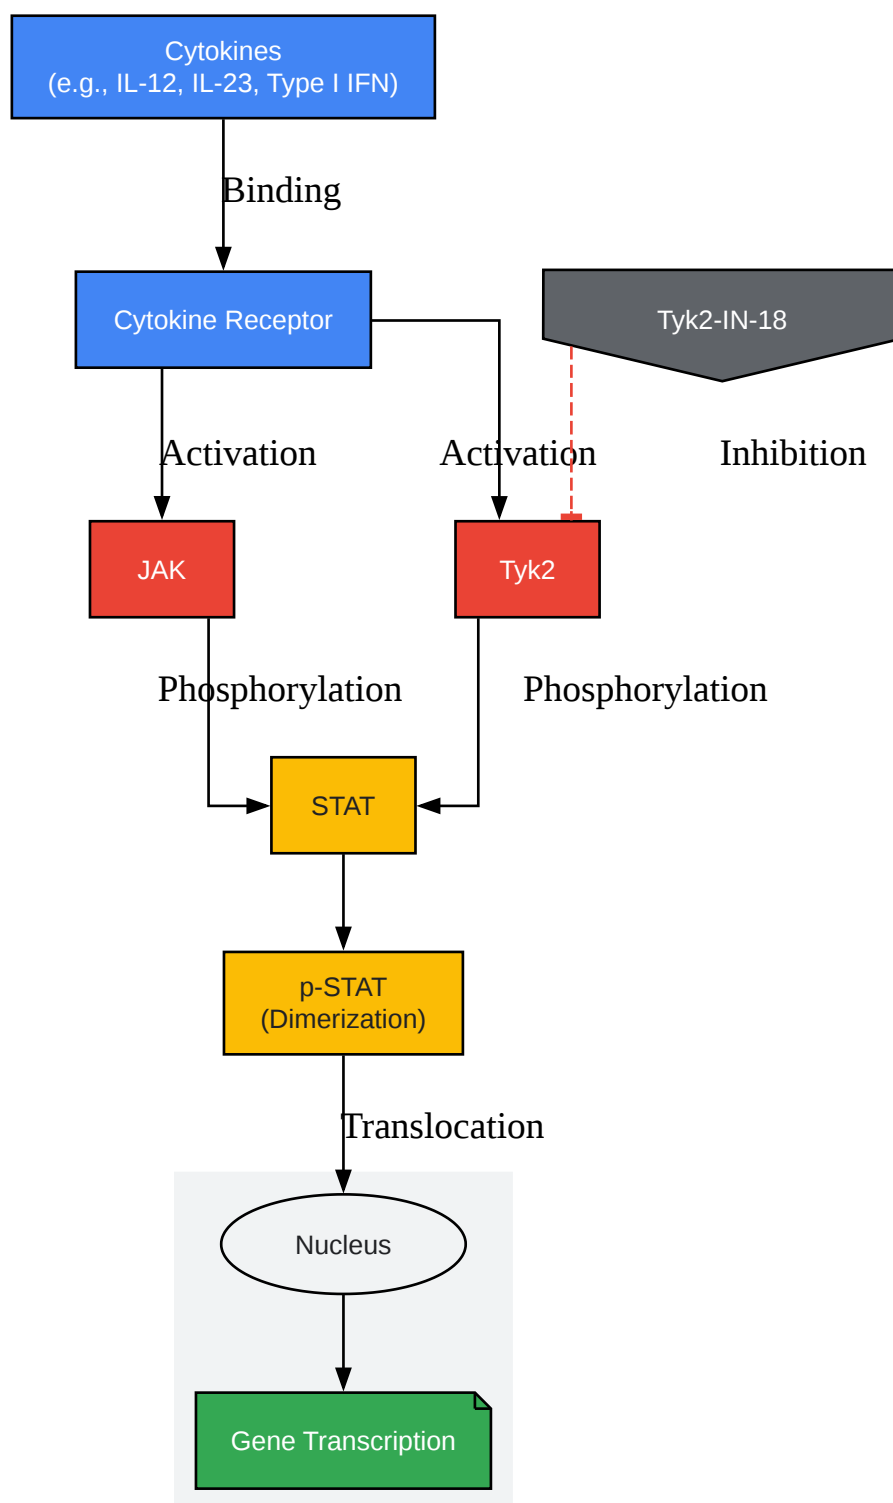 Cytokines
(e.g., IL-12, IL-23, Type I IFN)
Binding
Cytokine Receptor
Tyk2-IN-18
Activation
Activation
Inhibition
JAK
Tyk2
Phosphorylation
Phosphorylation
STAT
p-STAT
(Dimerization)
Translocation
Nucleus
Gene Transcription